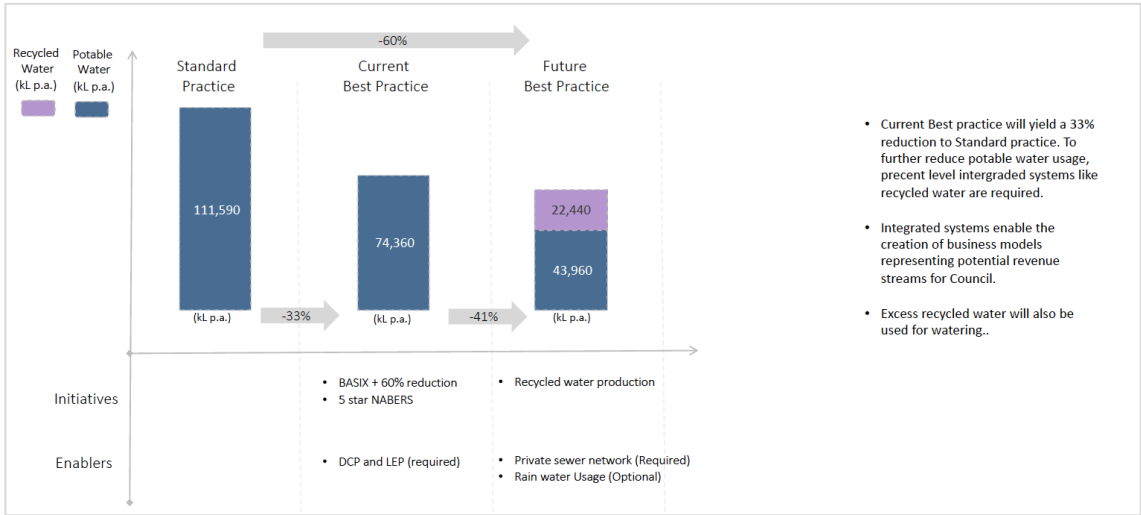 -60%
Recycled
Water
(kL p.a.)
Potable
Water
(kL p.a.)
Standard
Practice
Current
Best Practice
Future
Best Practice
111,590
74,360
22,440
43,960
(kL p.a.)
-33%
(kL p.a.)
-41%
(kL p.a.)
• Current Best practice will yield a 33%
reduction to Standard practice. To
further reduce potable water usage,
precent level intergraded systems like
recycled water are required.
• Integrated systems enable the
creation of business models
representing potential revenue
streams for Council.
• Excess recycled water will also be
used for watering..
Initiatives
• BASIX + 60% reduction
• 5 star NABERS
• Recycled water production
Enablers
• DCP and LEP (required)
• Private sewer network (Required)
• Rain water Usage (Optional)